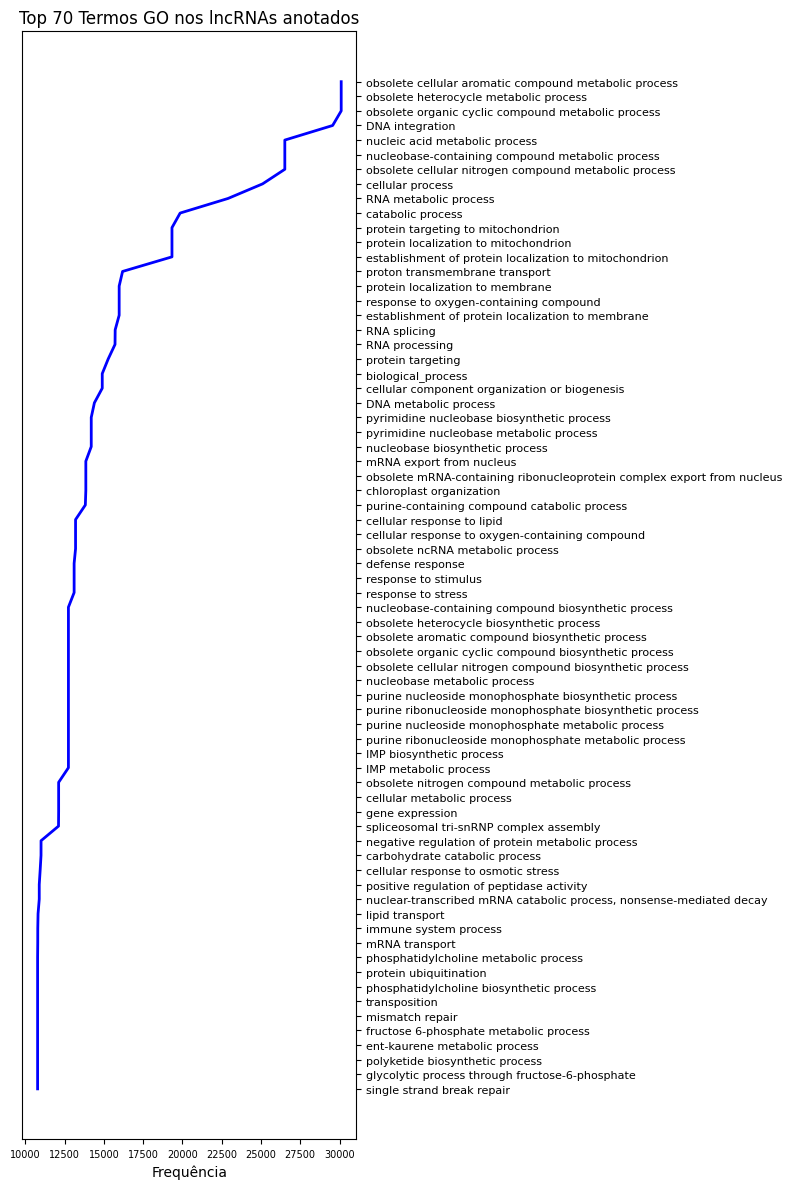 Top 70 Termos GO nos lncRNAs anotados
obsolete cellular aromatic compound metabolic process
obsolete heterocycle metabolic process
obsolete organic cyclic compound metabolic process
DNA integration
nucleic acid metabolic process
nucleobase-containing compound metabolic process
obsolete cellular nitrogen compound metabolic process
cellular process
RNA metabolic process
catabolic process
protein targeting to mitochondrion
protein localization to mitochondrion
establishment of protein localization to mitochondrion
proton transmembrane transport
protein localization to membrane
response to oxygen-containing compound
establishment of protein localization to membrane
RNA splicing
RNA processing
protein targeting
biological_process
cellular component organization or biogenesis
DNA metabolic process
pyrimidine nucleobase biosynthetic process
pyrimidine nucleobase metabolic process
nucleobase biosynthetic process
mRNA export from nucleus
obsolete mRNA-containing ribonucleoprotein complex export from nucleus
chloroplast organization
purine-containing compound catabolic process
cellular response to lipid
cellular response to oxygen-containing compound
obsolete ncRNA metabolic process
defense response
response to stimulus
response to stress
nucleobase-containing compound biosynthetic process
obsolete heterocycle biosynthetic process
obsolete aromatic compound biosynthetic process
obsolete organic cyclic compound biosynthetic process
obsolete cellular nitrogen compound biosynthetic process
nucleobase metabolic process
purine nucleoside monophosphate biosynthetic process
purine ribonucleoside monophosphate biosynthetic process
purine nucleoside monophosphate metabolic process
purine ribonucleoside monophosphate metabolic process
IMP biosynthetic process
IMP metabolic process
obsolete nitrogen compound metabolic process
cellular metabolic process
gene expression
spliceosomal tri-snRNP complex assembly
negative regulation of protein metabolic process
carbohydrate catabolic process
cellular response to osmotic stress
positive regulation of peptidase activity
nuclear-transcribed mRNA catabolic process, nonsense-mediated decay
lipid transport
immune system process
mRNA transport
phosphatidylcholine metabolic process
protein ubiquitination
phosphatidylcholine biosynthetic process
transposition
mismatch repair
fructose 6-phosphate metabolic process
ent-kaurene metabolic process
polyketide biosynthetic process
glycolytic process through fructose-6-phosphate
single strand break repair
10000 12500 15000 17500 20000 22500 25000 27500 30000
Frequência